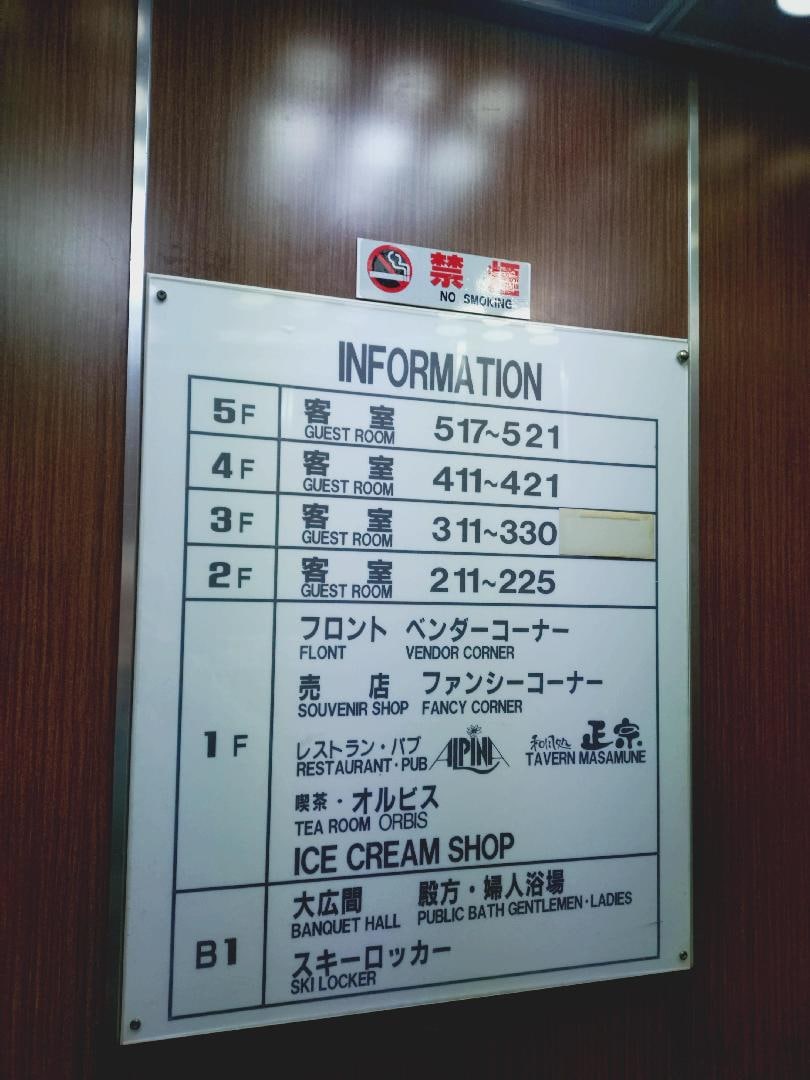 禁煙
NO SMOKING
INFORMATION
5F 客室 517~521
GUEST ROOM
4F 客室 411~421
GUEST ROOM
3F 客室 311~330
GUEST ROOM
2F 客室 211~225
GUEST ROOM
1F
フロント ベンダーコーナー
FLONT VENDOR CORNER
売店 ファンシーコーナー
SOUVENIR SHOP FANCY CORNER
レストラン・パブ ALPINA 和風処 正宗
RESTAURANT・PUB TAVERN MASAMUNE
喫茶・オルビス
TEA ROOM ORBIS
ICE CREAM SHOP
B1
大広間 殿方・婦人浴場
BANQUET HALL PUBLIC BATH GENTLEMEN・LADIES
スキーロッカー
SKI LOCKER